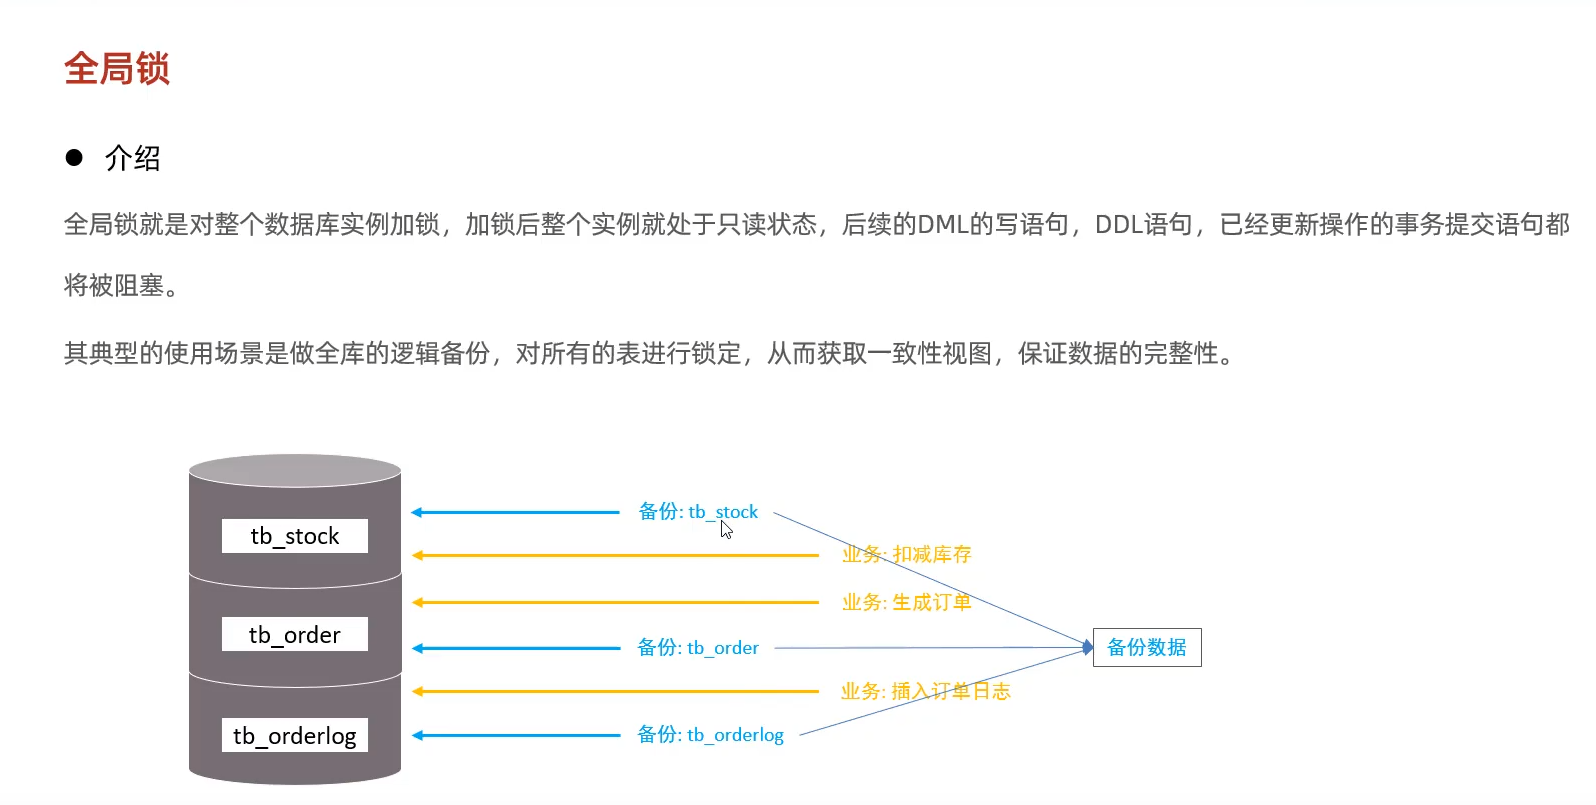 全局锁
● 介绍
全局锁就是对整个数据库实例加锁，加锁后整个实例就处于只读状态，后续的DML的写语句，DDL语句，已经更新操作的事务提交语句都
将被阻塞。
其典型的使用场景是做全库的逻辑备份，对所有的表进行锁定，从而获取一致性视图，保证数据的完整性。
备份: tb_stock
tb_stock
业务: 扣减库存
业务: 生成订单
tb_order
备份: tb_order
备份数据
业务: 插入订单日志
tb_orderlog
备份: tb_orderlog